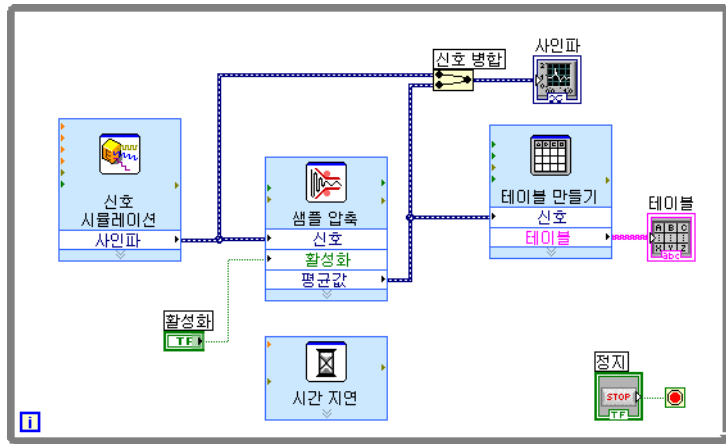 사인파
신호 병합
신호
시뮬레이션
사인파
샘플 압축
신호
활성화
평균값
테이블 만들기
신호
테이블
테이블
abc
활성화
TF
시간 지연
정지
STOP
TF
i